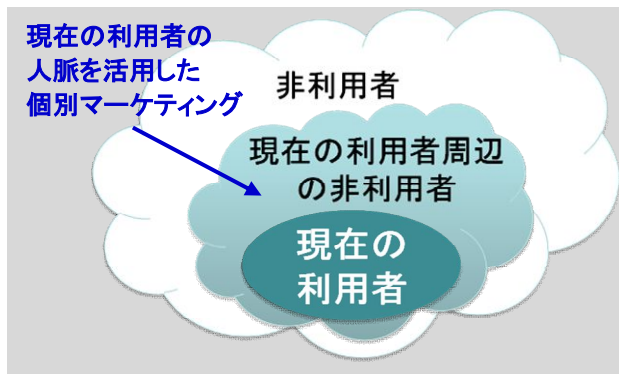 現在の利用者の
人脈を活用した
個別マーケティング
非利用者
現在の利用者周辺
の非利用者
現在の
利用者